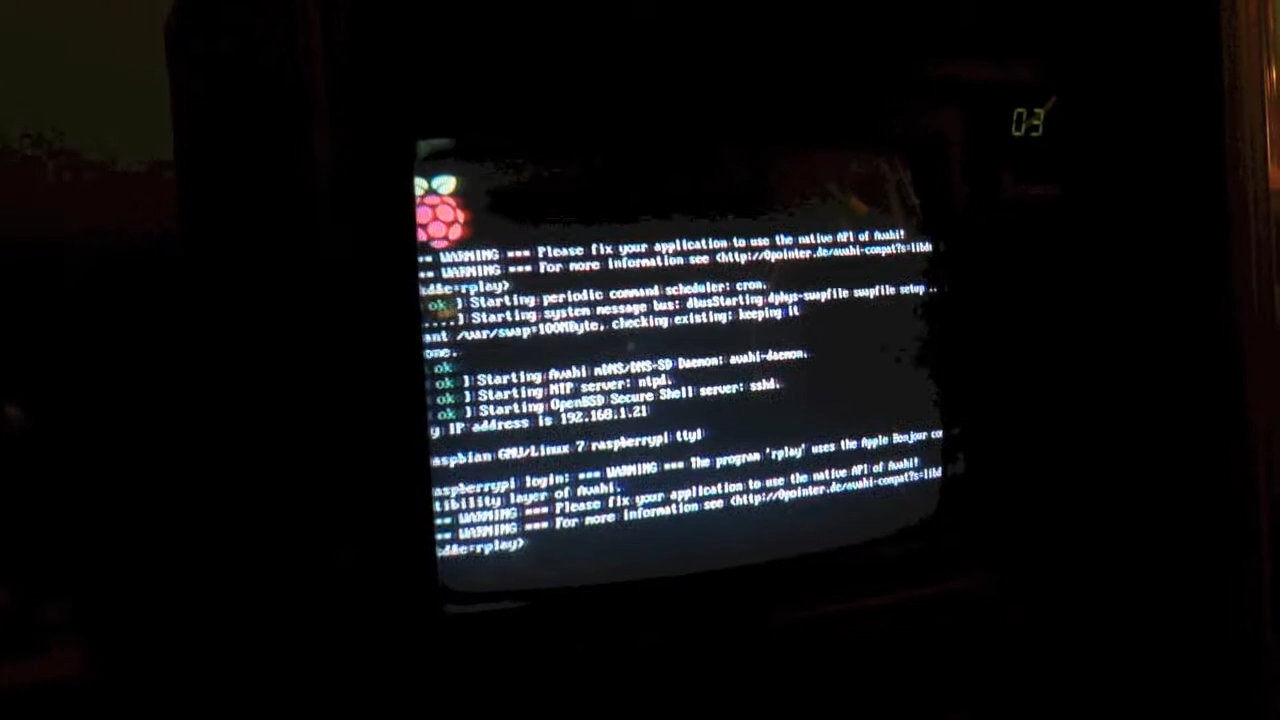 03
== WARNING === Please fix your application to use the native API of Avahi!
== WARNING === For more information see <http://0pointer.de/avahi-compat?s=libdn
d&e=rplay>
ok ] Starting periodic command scheduler: cron.
....] Starting system message bus: dbusStarting dphys-swapfile swapfile setup ..
ant /var/swap=100MByte, checking existing: keeping it
one.
ok
ok ] Starting Avahi mDNS/DNS-SD Daemon: avahi-daemon.
ok ] Starting NTP server: ntpd.
ok ] Starting OpenBSD Secure Shell server: sshd.
y IP address is 192.168.1.21
aspbian GNU/Linux 7 raspberrypi tty1
aspberrypi login: === WARNING === The program 'rplay' uses the Apple Bonjour co
tibility layer of Avahi.
== WARNING === Please fix your application to use the native API of Avahi!
== WARNING === For more information see <http://0pointer.de/avahi-compat?s=libd
sd&e=rplay>